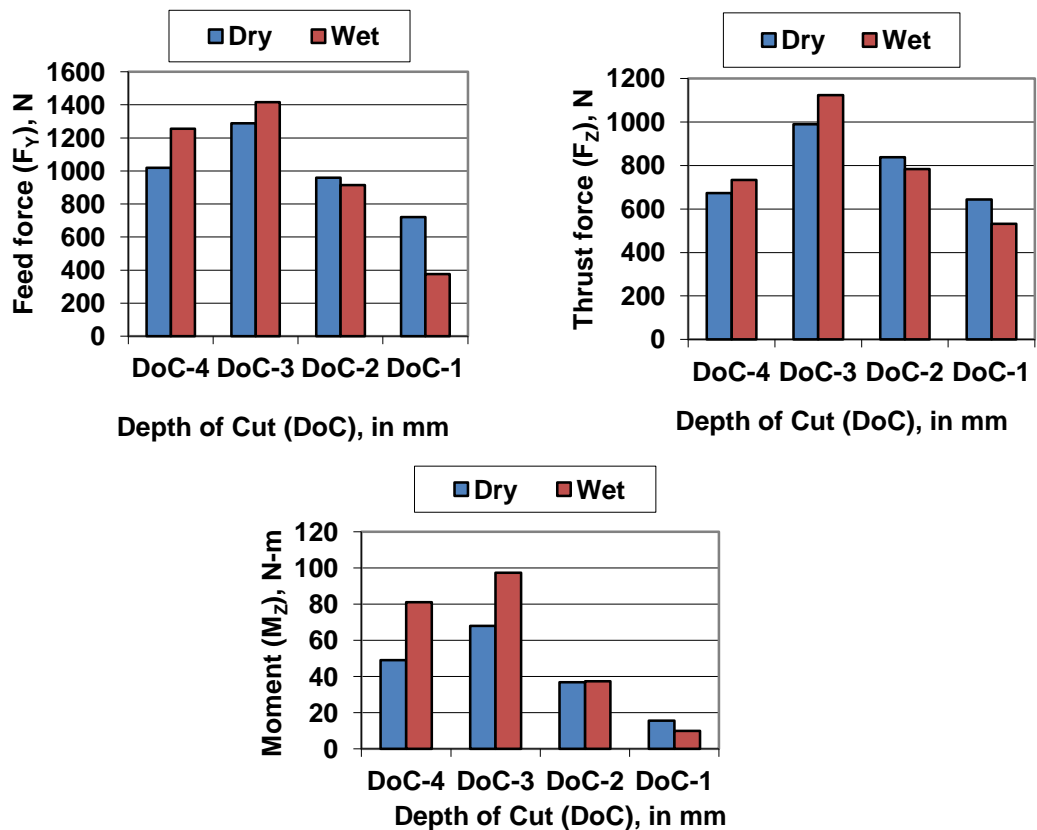 Dry Wet
1600
1400
1200
1000
800
600
400
200
0
Feed force (FY), N
DoC-4 DoC-3 DoC-2 DoC-1
Depth of Cut (DoC), in mm
Dry Wet
1200
1000
800
600
400
200
0
Thrust force (FZ), N
DoC-4 DoC-3 DoC-2 DoC-1
Depth of Cut (DoC), in mm
Dry Wet
120
100
80
60
40
20
0
Moment (MZ), N-m
DoC-4 DoC-3 DoC-2 DoC-1
Depth of Cut (DoC), in mm